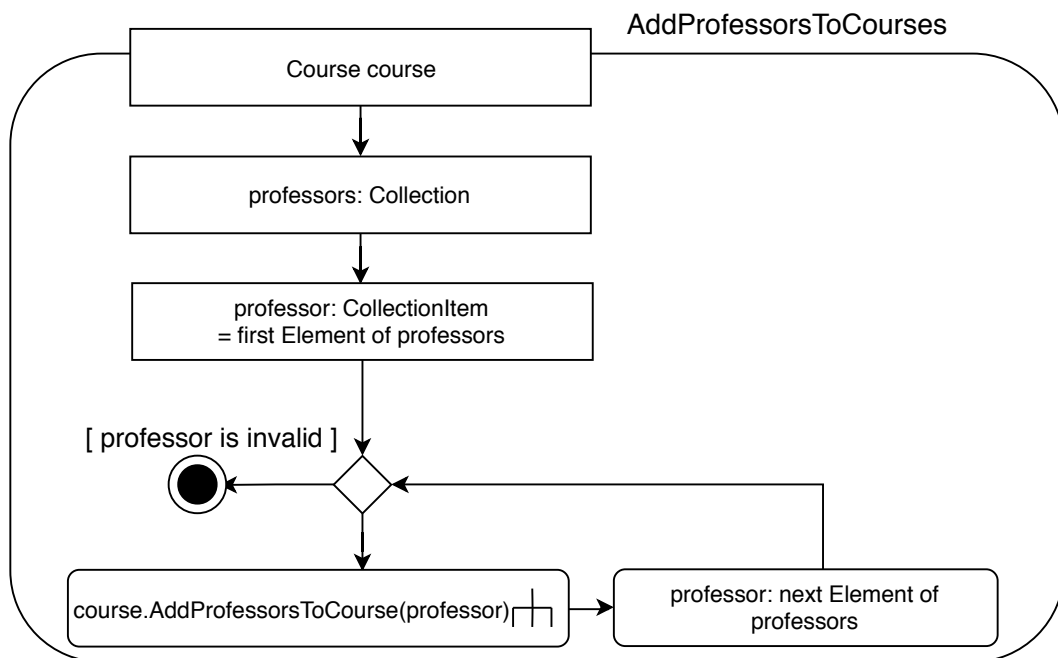 AddProfessorsToCourses
Course course
professors: Collection
professor: CollectionItem
= first Element of professors
[ professor is invalid ]
course.AddProfessorsToCourse(professor)
professor: next Element of
professors